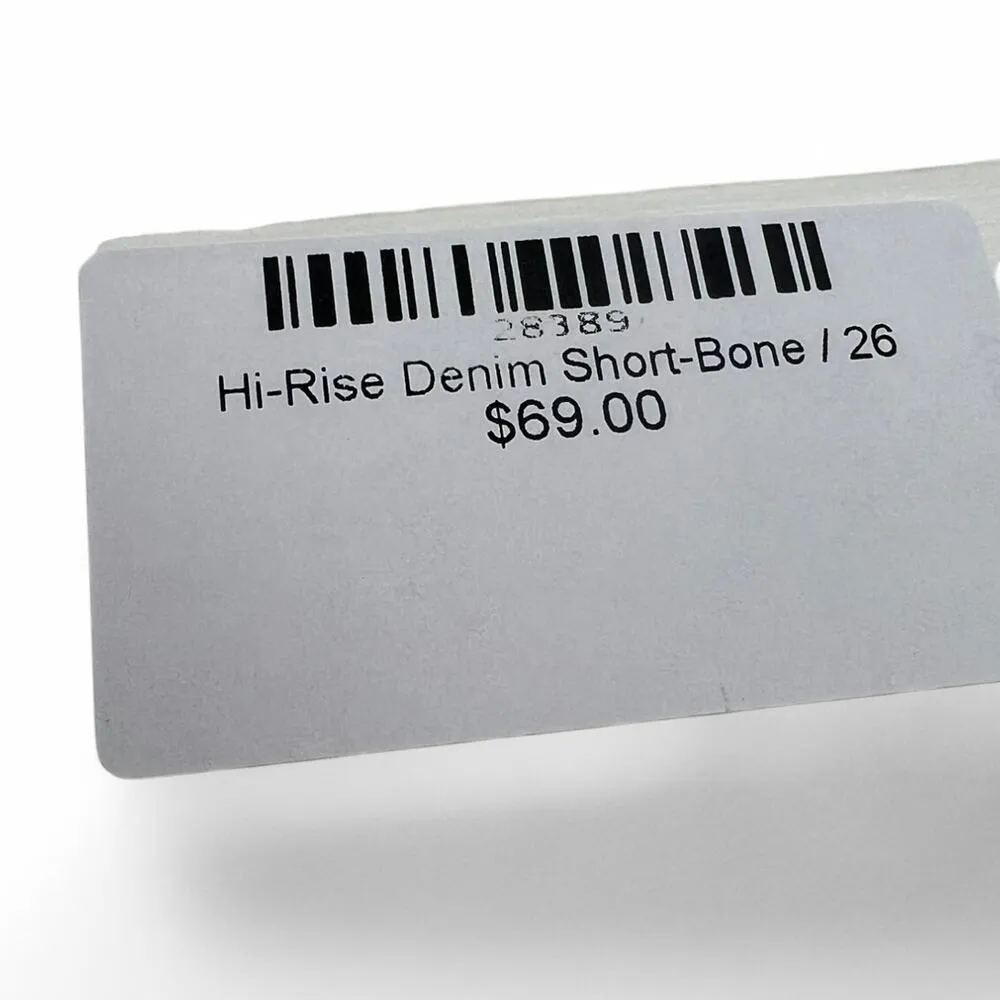 28389
Hi-Rise Denim Short-Bone / 26
$69.00